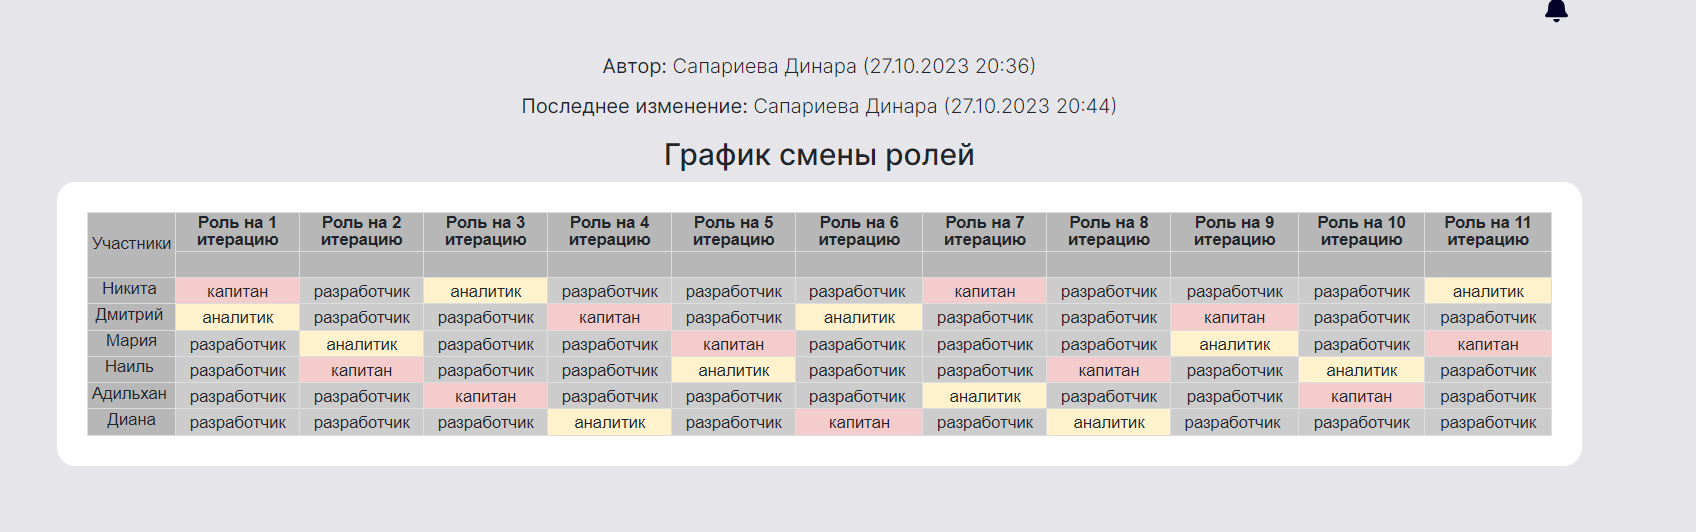 Автор: Сапариева Динара (27.10.2023 20:36)
Последнее изменение: Сапариева Динара (27.10.2023 20:44)
График смены ролей
Участники Роль на 1 итерацию Роль на 2 итерацию Роль на 3 итерацию Роль на 4 итерацию Роль на 5 итерацию Роль на 6 итерацию Роль на 7 итерацию Роль на 8 итерацию Роль на 9 итерацию Роль на 10 итерацию Роль на 11 итерацию
Никита капитан разработчик аналитик разработчик разработчик разработчик капитан разработчик разработчик разработчик аналитик
Дмитрий аналитик разработчик разработчик капитан разработчик аналитик разработчик разработчик капитан разработчик разработчик
Мария разработчик аналитик разработчик разработчик капитан разработчик разработчик разработчик аналитик разработчик капитан
Наиль разработчик капитан разработчик разработчик аналитик разработчик разработчик капитан разработчик аналитик разработчик
Адильхан разработчик разработчик капитан разработчик разработчик разработчик аналитик разработчик разработчик капитан разработчик
Диана разработчик разработчик разработчик аналитик разработчик капитан разработчик аналитик разработчик разработчик разработчик